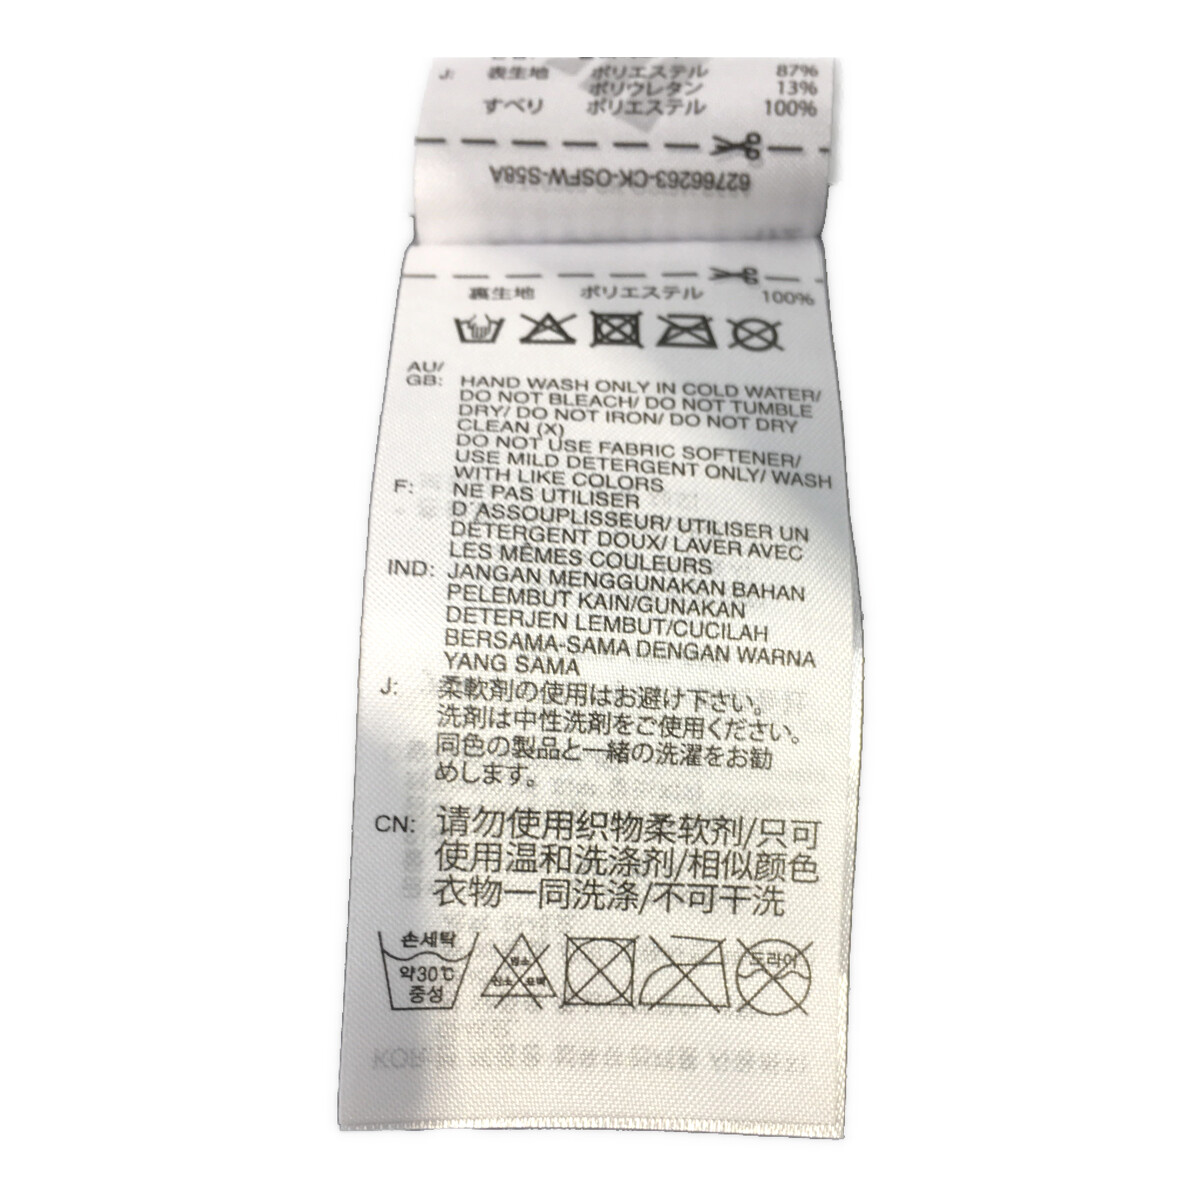 J: 表生地 ポリエステル 87%
ポリウレタン 13%
すべり ポリエステル 100%
62766263-CK-OSFW-S58A
裏生地 ポリエステル 100%
AU/
GB: HAND WASH ONLY IN COLD WATER/
DO NOT BLEACH/ DO NOT TUMBLE
DRY/ DO NOT IRON/ DO NOT DRY
CLEAN (X)
DO NOT USE FABRIC SOFTENER/
USE MILD DETERGENT ONLY/ WASH
WITH LIKE COLORS
F: NE PAS UTILISER
D´ASSOUPLISSEUR/ UTILISER UN
DETERGENT DOUX/ LAVER AVEC
LES MÊMES COULEURS
IND: JANGAN MENGGUNAKAN BAHAN
PELEMBUT KAIN/GUNAKAN
DETERJEN LEMBUT/CUCILAH
BERSAMA-SAMA DENGAN WARNA
YANG SAMA
J: 柔軟剤の使用はお避け下さい。
洗剤は中性洗剤をご使用ください。
同色の製品と一緒の洗濯をお勧
めします。
CN: 请勿使用织物柔软剂/只可
使用温和洗涤剂/相似颜色
衣物一同洗涤/不可干洗
손세탁
약30℃
중성
드라이